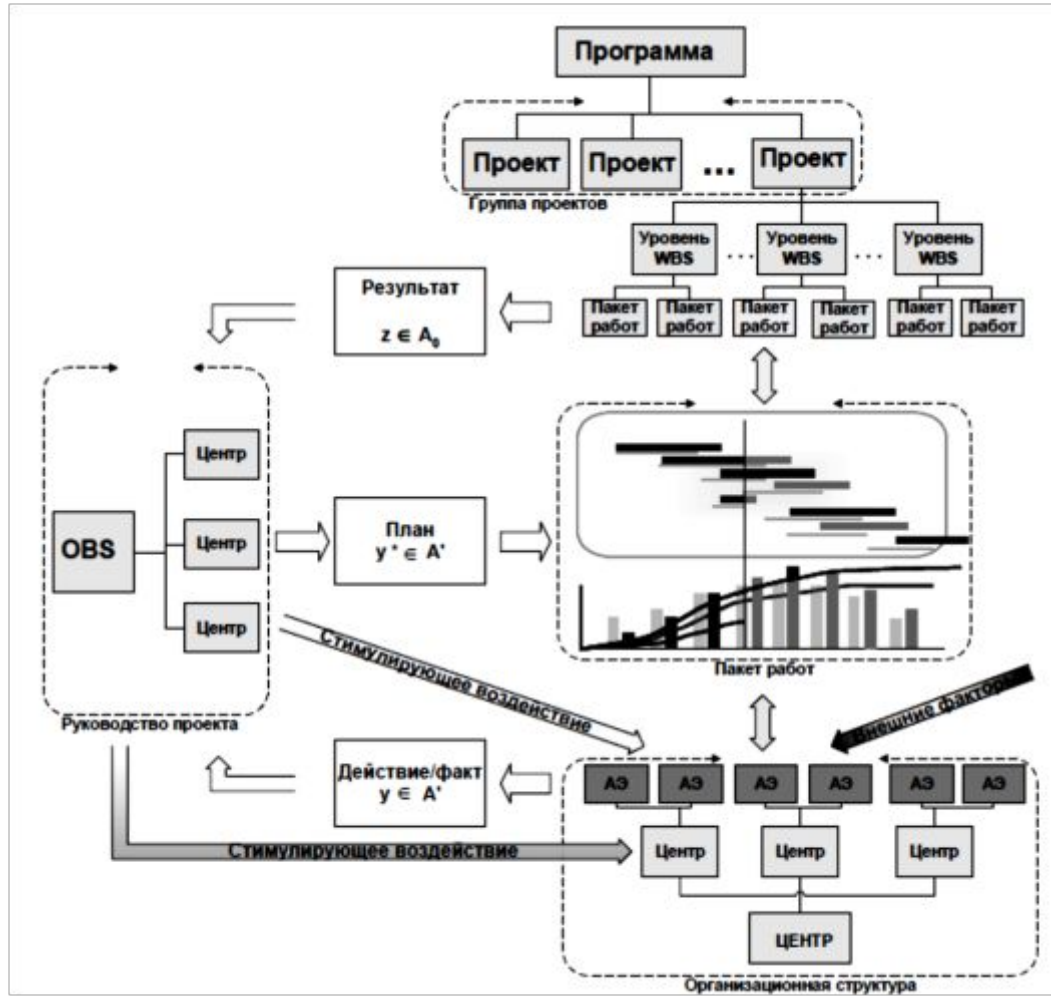 Программа
Проект
Проект
...
Проект
Группа проектов
Уровень
WBS
...
Уровень
WBS
...
Уровень
WBS
Пакет
работ
Пакет
работ
Пакет
работ
Пакет
работ
Пакет
работ
Пакет
работ
Результат
z ∈ A₀
OBS
Центр
Центр
Центр
Руководство проекта
План
y * ∈ A*
Пакет работ
Стимулирующее воздействие
Внешние факторы
Действие/факт
y ∈ A*
Стимулирующее воздействие
АЭ
АЭ
АЭ
АЭ
АЭ
АЭ
Центр
Центр
Центр
ЦЕНТР
Организационная структура